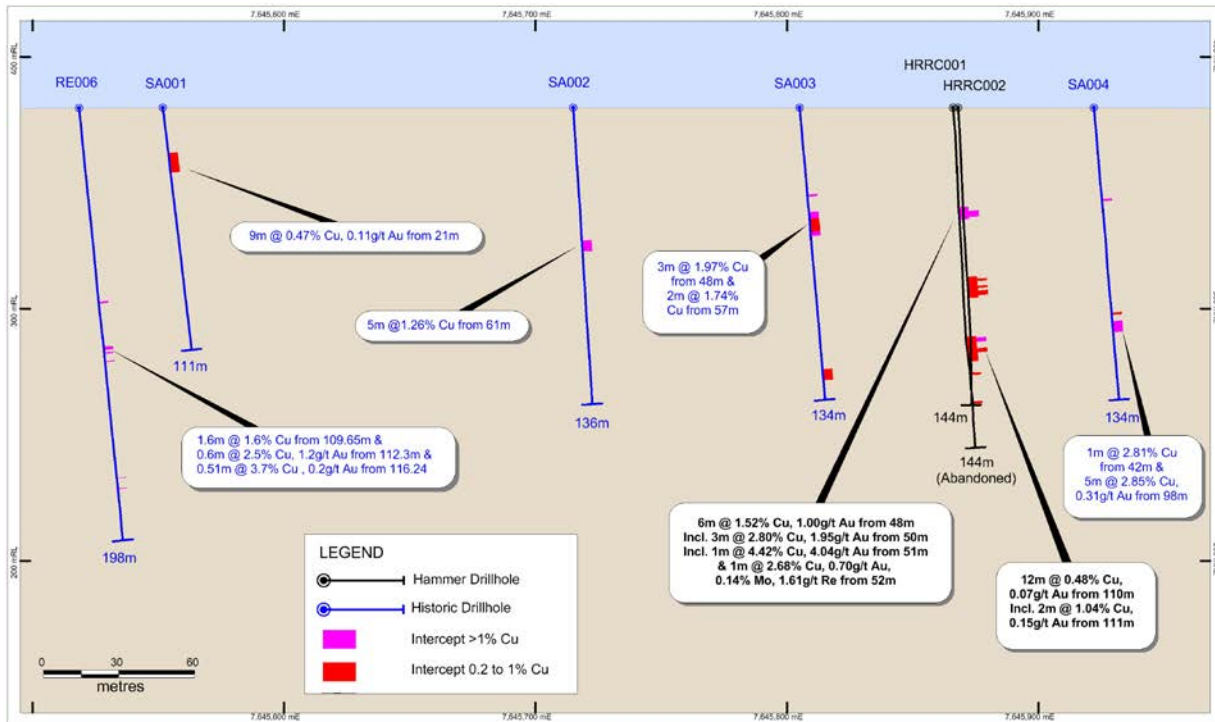 7,645,600 mE
7,645,700 mE
7,645,800 mE
7,645,900 mE
400 mRL
HRRC001
RE006
SA001
SA002
SA003
HRRC002
SA004
9m @ 0.47% Cu, 0.11g/t Au from 21m
5m @1.26% Cu from 61m
3m @ 1.97% Cu
from 48m &
2m @ 1.74%
Cu from 57m
300 mRL
111m
136m
134m
144m
134m
144m
(Abandoned)
1.6m @ 1.6% Cu from 109.65m &
0.6m @ 2.5% Cu, 1.2g/t Au from 112.3m &
0.51m @ 3.7% Cu , 0.2g/t Au from 116.24
1m @ 2.81% Cu
from 42m &
5m @ 2.85% Cu,
0.31g/t Au from 98m
198m
6m @ 1.52% Cu, 1.00g/t Au from 48m
Incl. 3m @ 2.80% Cu, 1.95g/t Au from 50m
Incl. 1m @ 4.42% Cu, 4.04g/t Au from 51m
& 1m @ 2.68% Cu, 0.70g/t Au,
0.14% Mo, 1.61g/t Re from 52m
12m @ 0.48% Cu,
0.07g/t Au from 110m
Incl. 2m @ 1.04% Cu,
0.15g/t Au from 111m
200 mRL
LEGEND
Hammer Drillhole
Historic Drillhole
Intercept >1% Cu
Intercept 0.2 to 1% Cu
0 30 60
metres
7,645,600 mE
7,645,700 mE
7,645,800 mE
7,645,900 mE